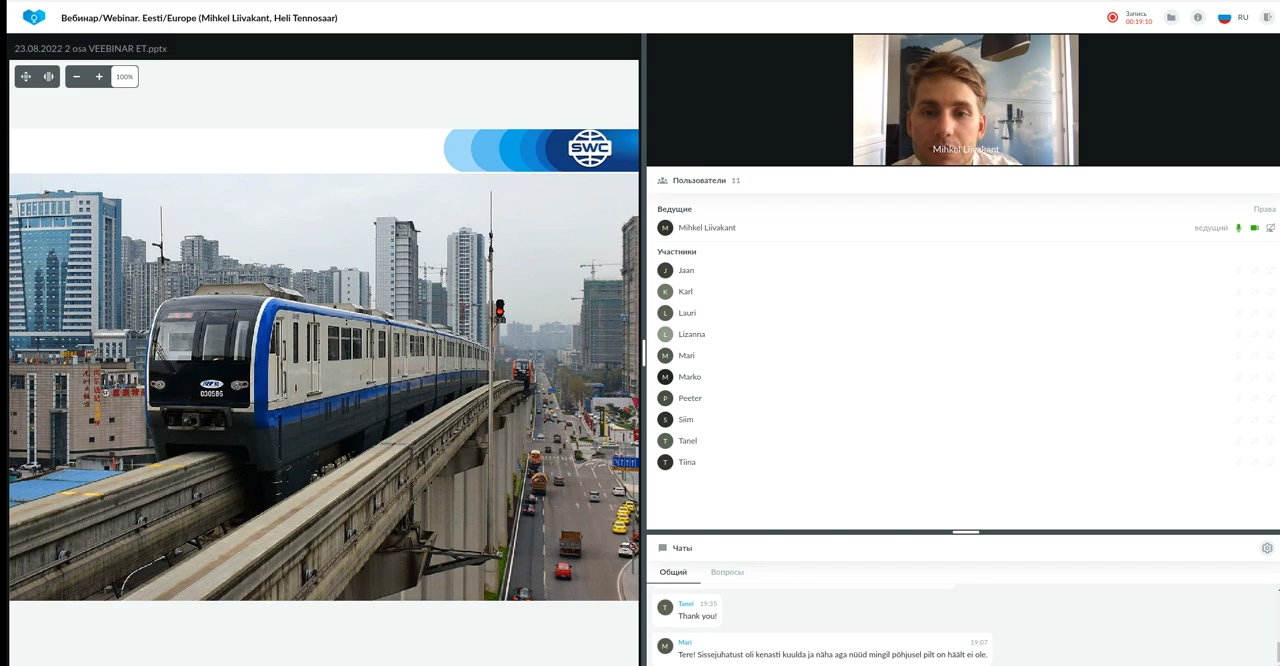 Вебинар/Webinar. Eesti/Europe (Mihkel Liivakant, Heli Tennosaar)
Запись
00:19:10
RU
23.08.2022 2 osa VEEBINAR ET.pptx
100%
SWC
030586
Mihkel Liivakant
Пользователи 11
Ведущие Права
M Mihkel Liivakant ведущий
Участники
J Jaan
K Karl
L Lauri
L Lizanna
M Mari
M Marko
P Peeter
S Siim
T Tanel
T Tiina
Чаты
Общий Вопросы
T Tanel 19:35
Thank you!
M Mari 19:07
Tere! Sissejuhatust oli kenasti kuulda ja näha aga nüüd mingil põhjusel pilt on häält ei ole.